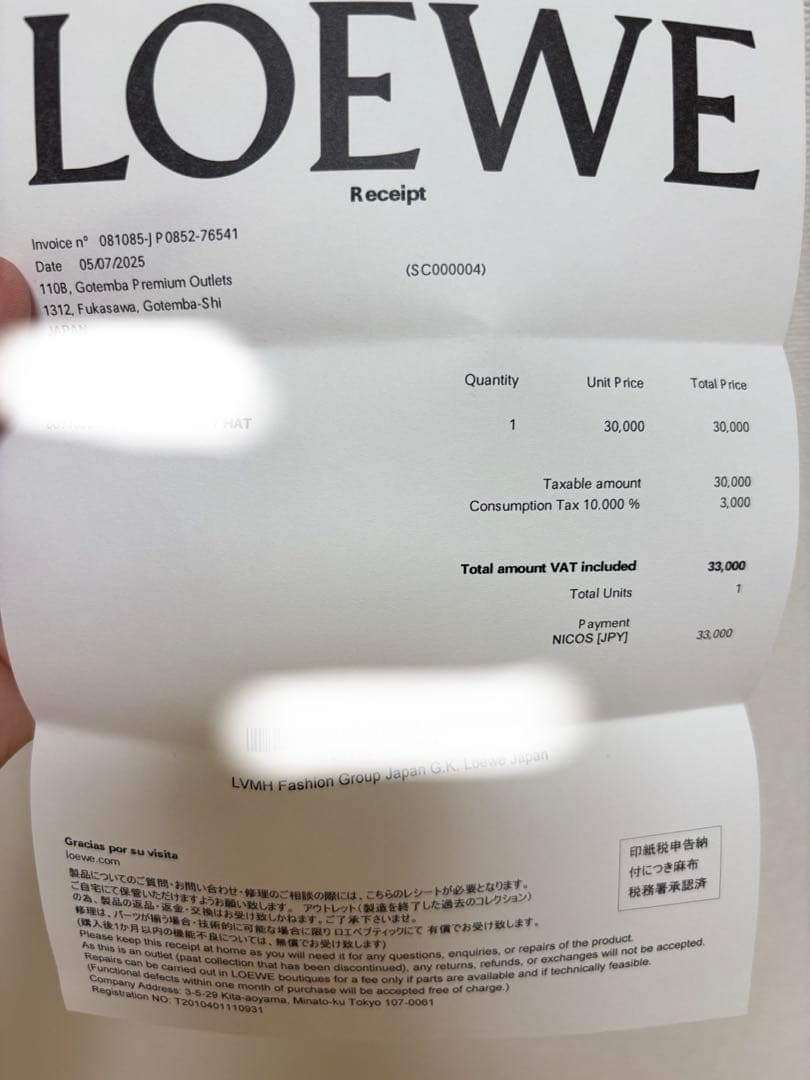 LOEWE
Receipt
Invoice n° 081085-JP0852-76541
Date 05/07/2025
(SC000004)
110B, Gotemba Premium Outlets
1312, Fukasawa, Gotemba-Shi
JAPAN
HAT
Quantity Unit Price Total Price
1 30,000 30,000
Taxable amount 30,000
Consumption Tax 10.000 % 3,000
Total amount VAT included 33,000
Total Units 1
Payment
NICOS [JPY] 33,000
LVMH Fashion Group Japan G.K. Loewe Japan
Gracias por su visita
loewe.com
印紙税申告納
付につき麻布
税務署承認済
製品についてのご質問・お問い合わせ・修理のご相談の際には、こちらのレシートが必要となります。
ご自宅にて保管いただけますようお願い致します。 アウトレット(製造を終了した過去のコレクション)
の為、製品の返品・返金・交換はお受け致しかねます。ご了承下さいませ。
修理は、パーツが揃う場合・技術的に可能な場合に限りロエベブティックにて 有償でお受け致します。
(購入後1か月以内の機能不良については、無償でお受け致します)
Please keep this receipt at home as you will need it for any questions, enquiries, or repairs of the product.
As this is an outlet (past collection that has been discontinued), any returns, refunds, or exchanges will not be accepted.
Repairs can be carried out in LOEWE boutiques for a fee only if parts are available and if technically feasible.
(Functional defects within one month of purchase will be accepted free of charge.)
Company Address: 3-5-29 Kita-aoyama, Minato-ku Tokyo 107-0061
Registration NO: T2010401110931